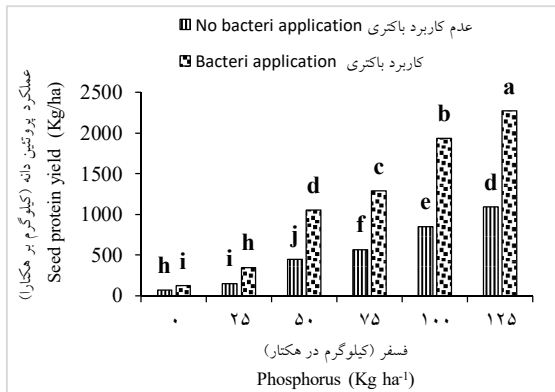 No bacteri application عدم کاربرد باکتری
Bacteri application کاربرد باکتری
عملکرد پروتئین دانه (کیلوگرم بر هکتار)
Seed protein yield (Kg/ha)
2500
2000
1500
1000
500
0
h i i h j d f c e b d a
۰ ۲۵ ۵۰ ۷۵ ۱۰۰ ۱۲۵
فسفر (کیلوگرم در هکتار)
Phosphorus (Kg ha⁻¹)